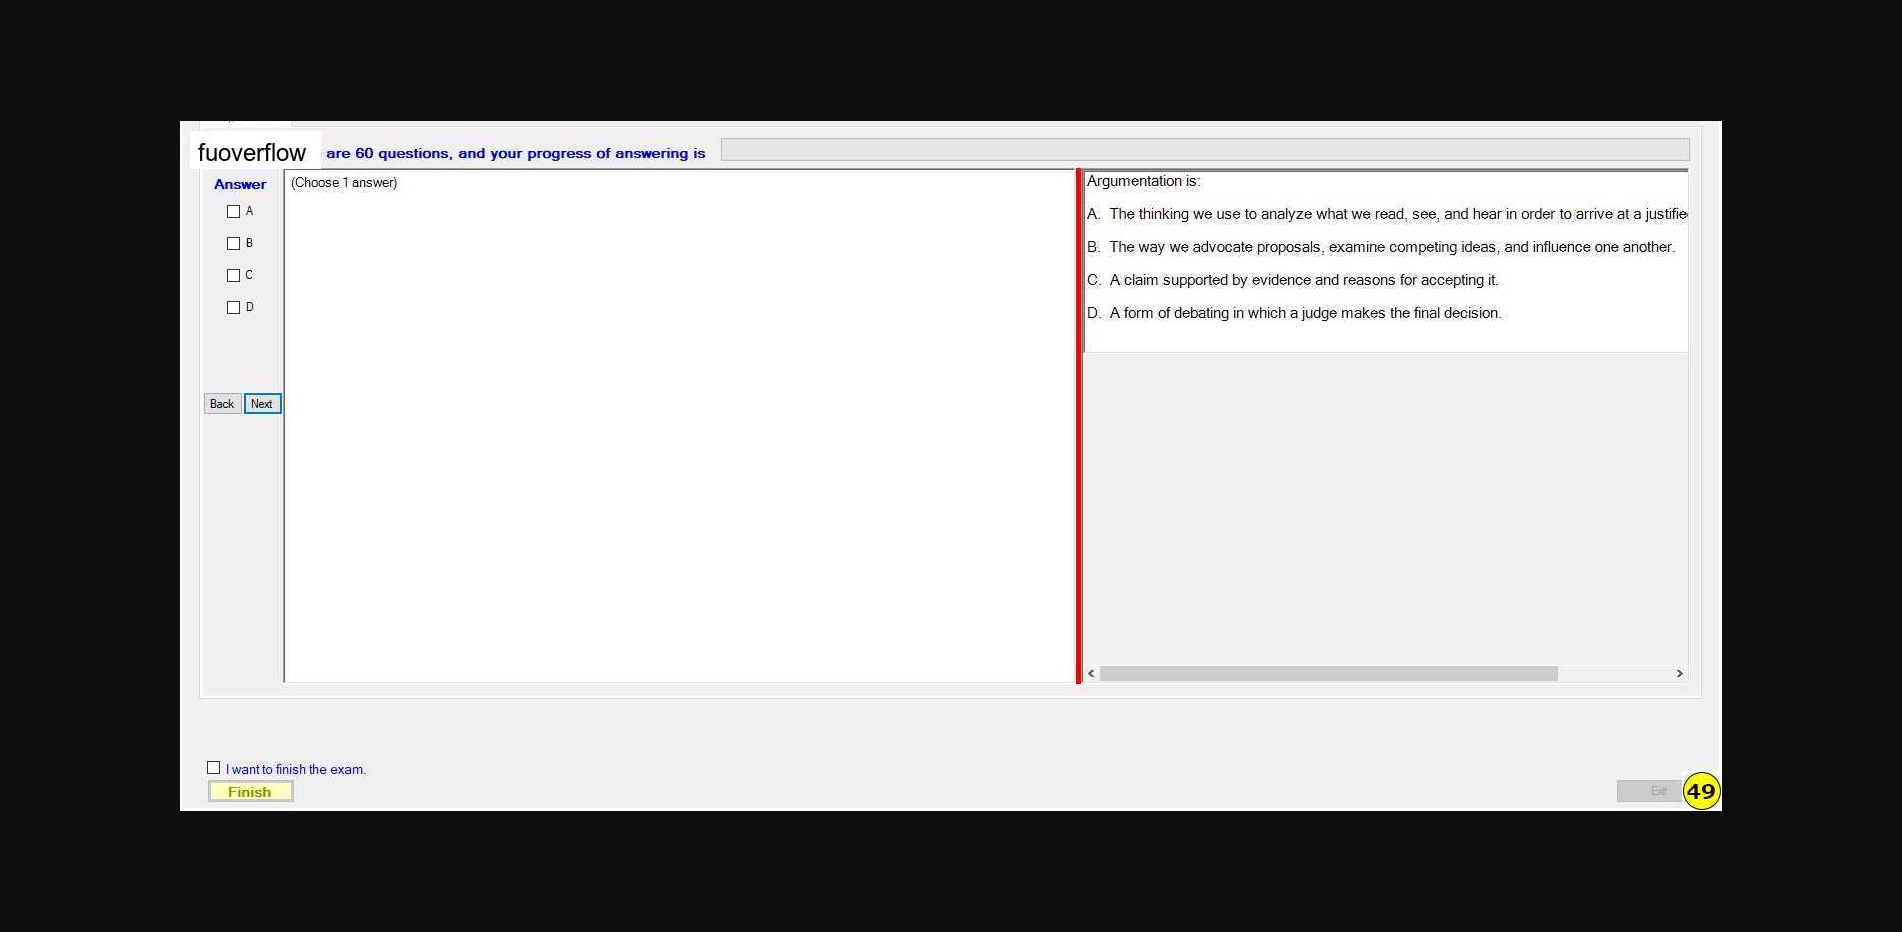 fuoverflow are 60 questions, and your progress of answering is
Answer
(Choose 1 answer)
A
B
C
D
Back Next
Argumentation is:
A. The thinking we use to analyze what we read, see, and hear in order to arrive at a justifie
B. The way we advocate proposals, examine competing ideas, and influence one another.
C. A claim supported by evidence and reasons for accepting it.
D. A form of debating in which a judge makes the final decision.
I want to finish the exam.
Finish
Exit
49